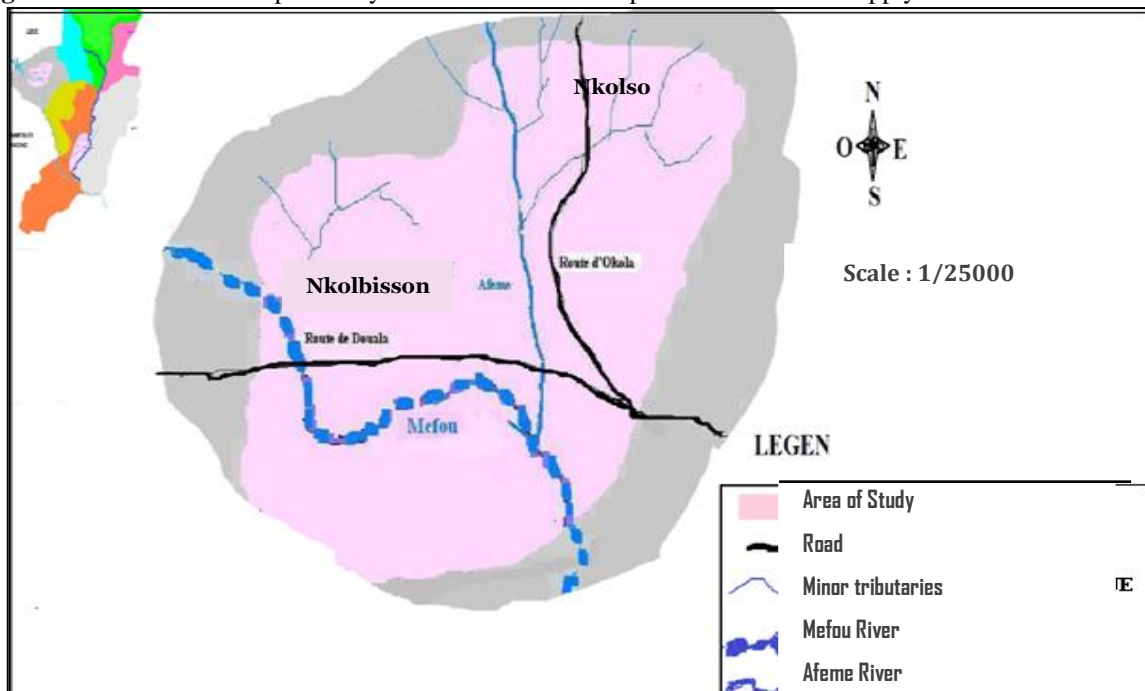 Nkolso
N
O E
S
Route d'Okola
Scale : 1/25000
Nkolbisson
Afeme
Route de Douala
Mefou
LEGEN
Area of Study
Road
Minor tributaries
E
Mefou River
Afeme River